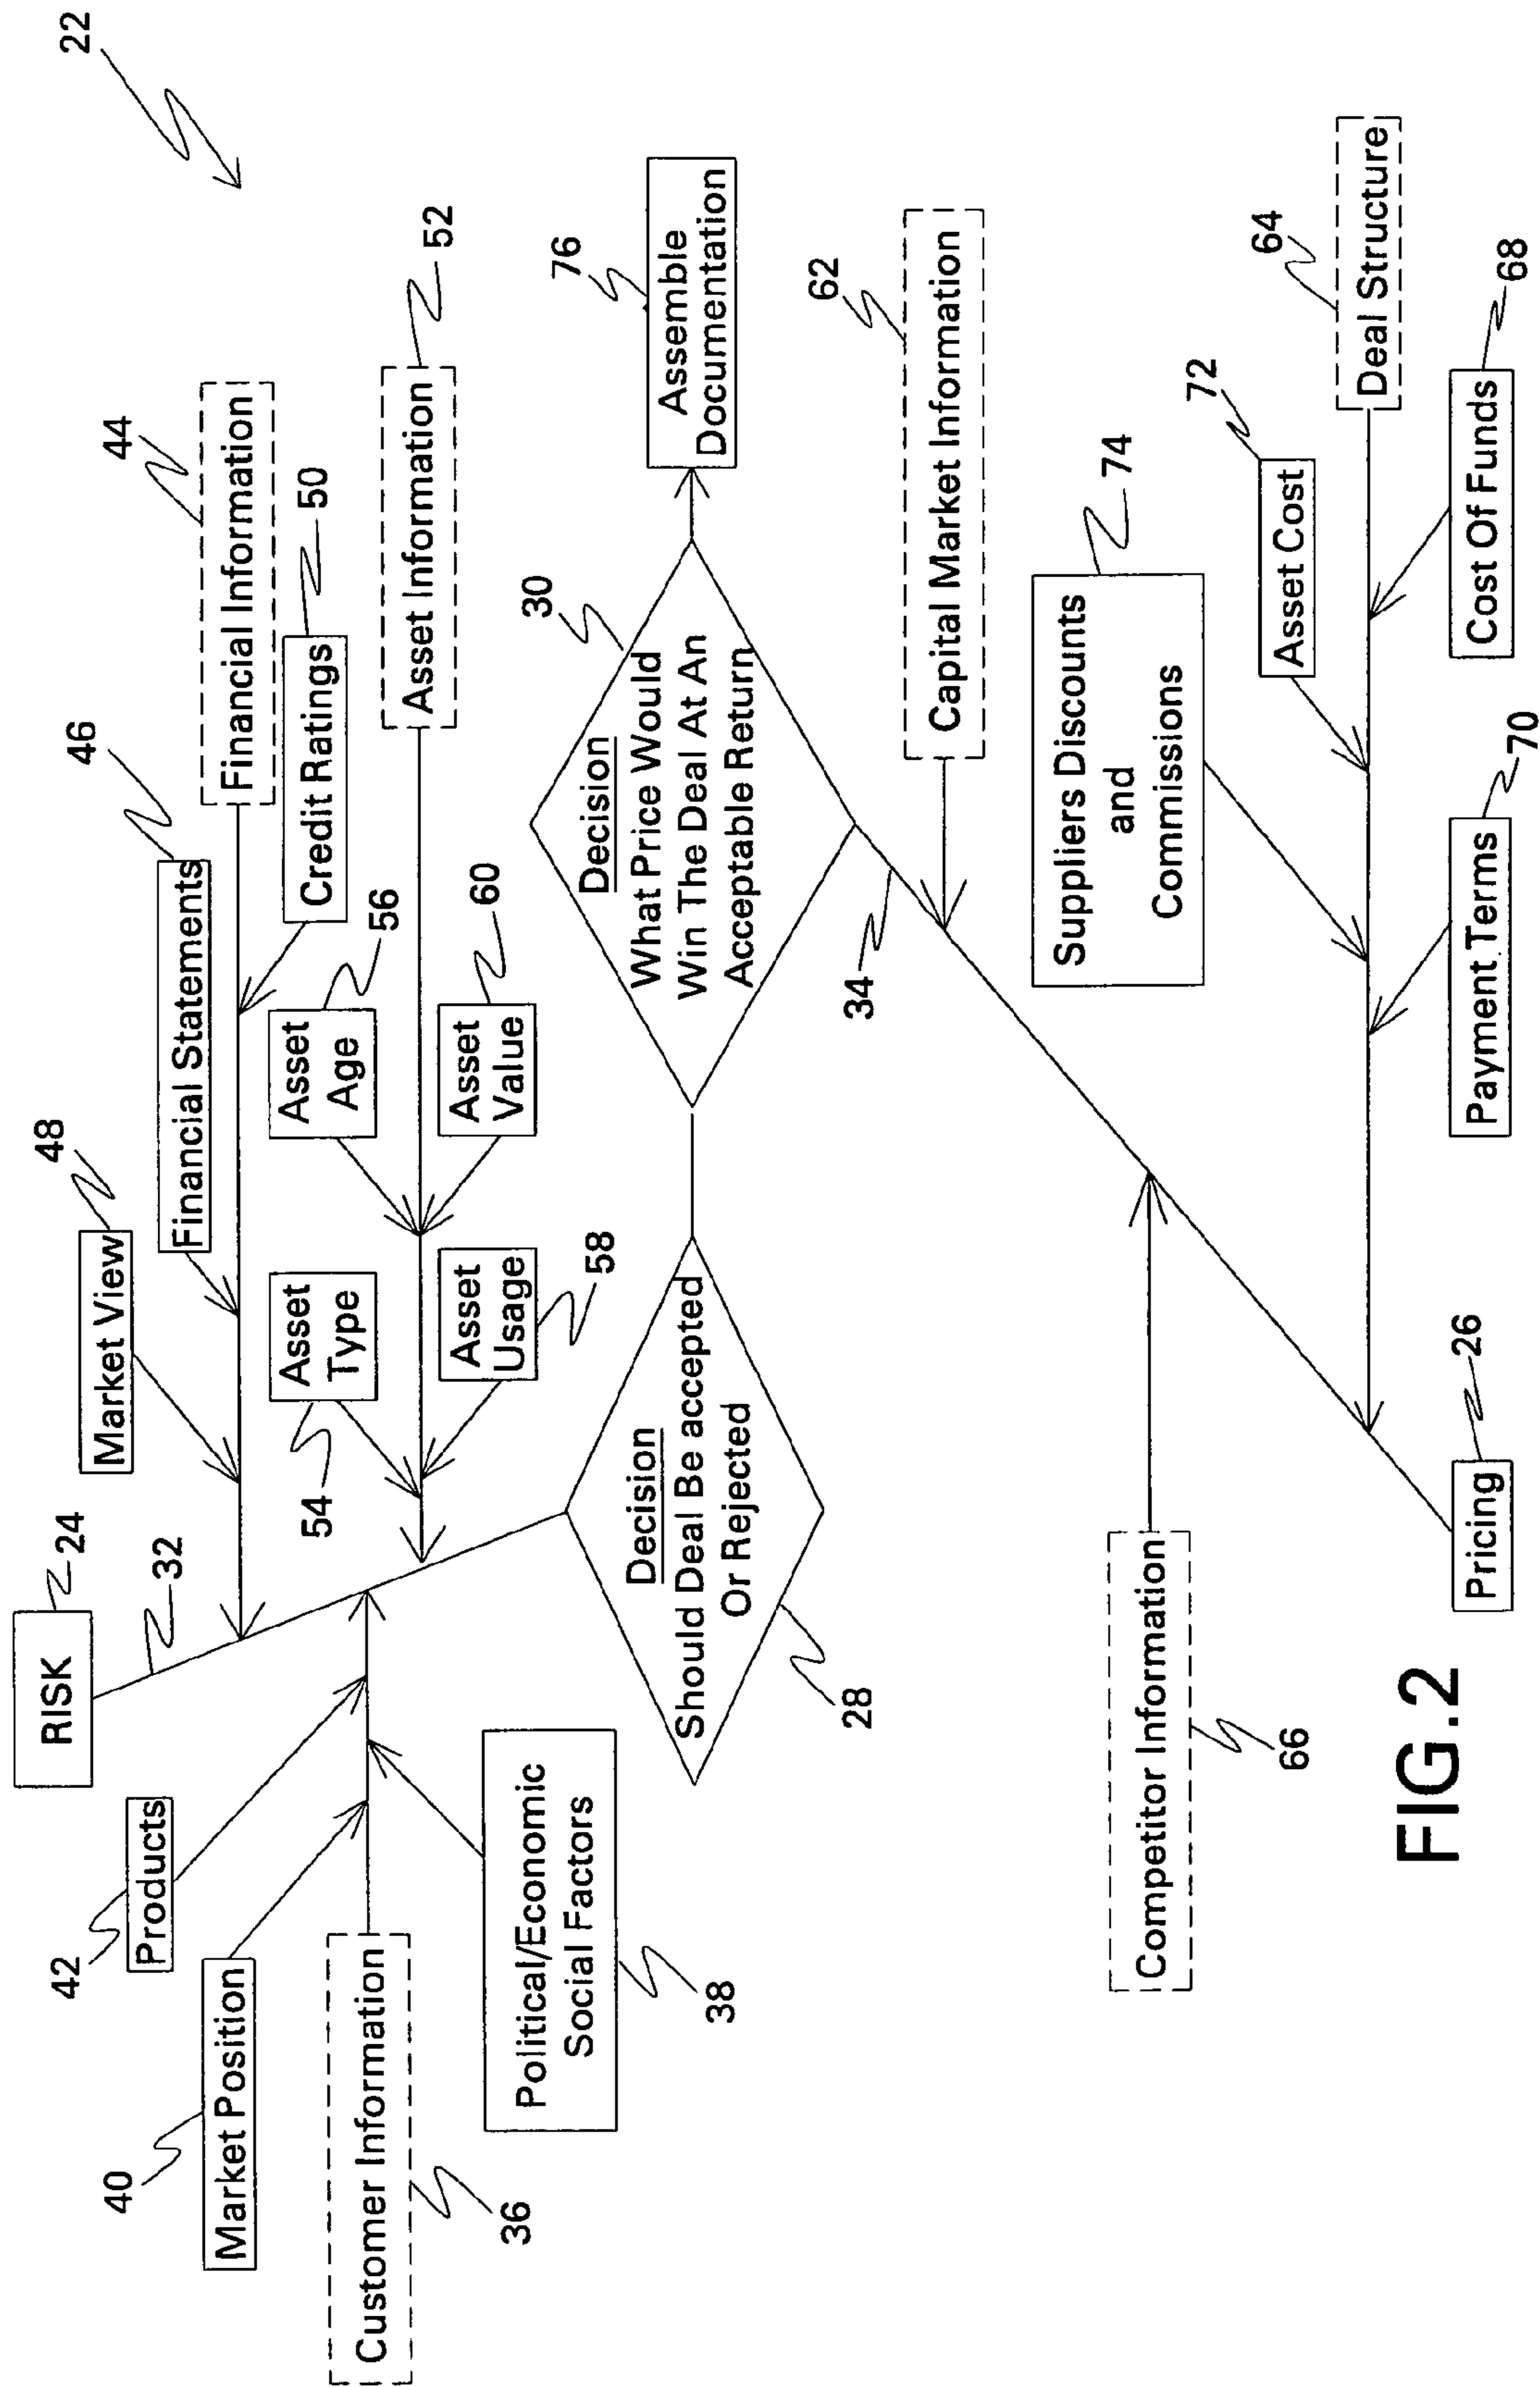 22
RISK
24
32
Products
42
Market Position
40
Customer Information
36
Political/Economic
Social Factors
38
Market View
48
Financial Statements
46
Financial Information
44
Credit Ratings
50
Asset Information
52
Asset
Type
54
Asset
Age
56
Asset
Usage
58
Asset
Value
60
Decision
Should Deal Be accepted
Or Rejected
28
Decision
What Price Would
Win The Deal At An
Acceptable Return
30
Assemble
Documentation
76
34
Capital Market Information
62
Competitor Information
66
Suppliers Discounts
and
Commissions
74
Asset Cost
72
Deal Structure
64
Pricing
26
Payment Terms
70
Cost Of Funds
68
FIG.2